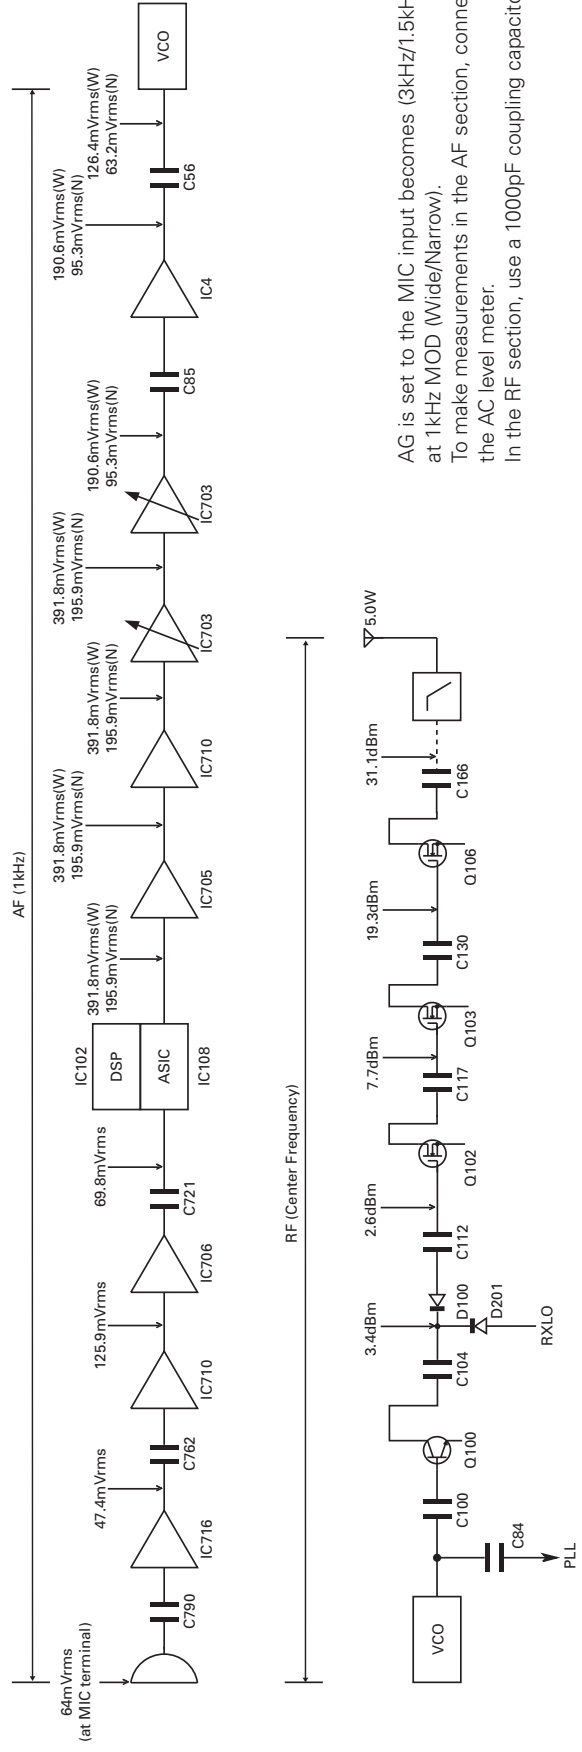 AF (1kHz)
64mVrms
(at MIC terminal)
C790
IC716
47.4mVrms
C762
IC710
125.9mVrms
IC706
C721
69.8mVrms
IC102
DSP
ASIC
IC108
391.8mVrms(W)
195.9mVrms(N)
IC705
391.8mVrms(W)
195.9mVrms(N)
IC710
391.8mVrms(W)
195.9mVrms(N)
IC703
391.8mVrms(W)
195.9mVrms(N)
IC703
190.6mVrms(W)
95.3mVrms(N)
C85
IC4
190.6mVrms(W)
95.3mVrms(N)
C56
126.4mVrms(W)
63.2mVrms(N)
VCO
RF (Center Frequency)
VCO
C84
PLL
C100
Q100
C104
3.4dBm
D100
D201
RXLO
C112
2.6dBm
Q102
C117
7.7dBm
Q103
C130
19.3dBm
Q106
C166
31.1dBm
5.0W
AG is set to the MIC input becomes (3kHz/1.5kH
at 1kHz MOD (Wide/Narrow).
To make measurements in the AF section, conne
the AC level meter.
In the RF section, use a 1000pF coupling capacito